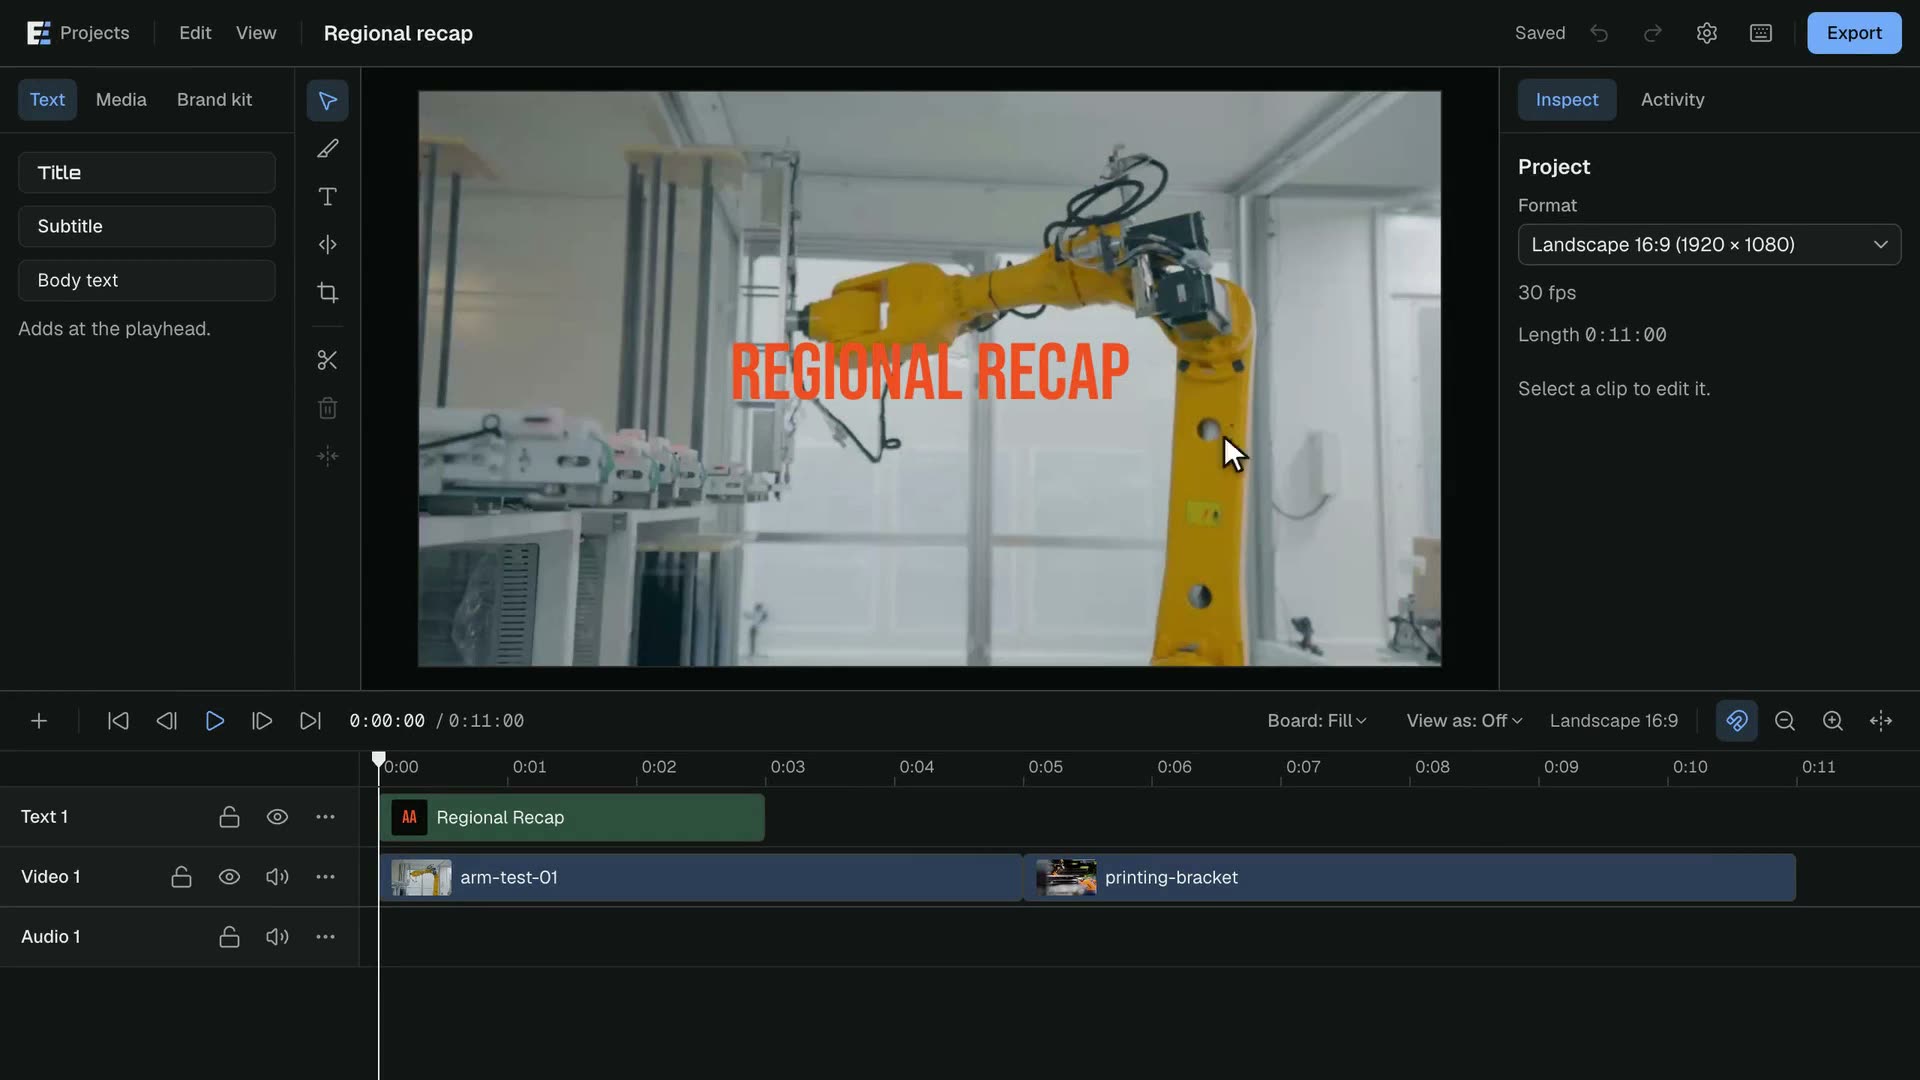 Projects
Edit
View
Regional recap
Saved
Export
Text
Media
Brand kit
Title
Subtitle
Body text
Adds at the playhead.
REGIONAL RECAP
Inspect
Activity
Project
Format
Landscape 16:9 (1920 × 1080)
30 fps
Length 0:11:00
Select a clip to edit it.
0:00:00 / 0:11:00
Board: Fill
View as: Off
Landscape 16:9
0:00
0:01
0:02
0:03
0:04
0:05
0:06
0:07
0:08
0:09
0:10
0:11
Text 1
AA
Regional Recap
Video 1
arm-test-01
printing-bracket
Audio 1